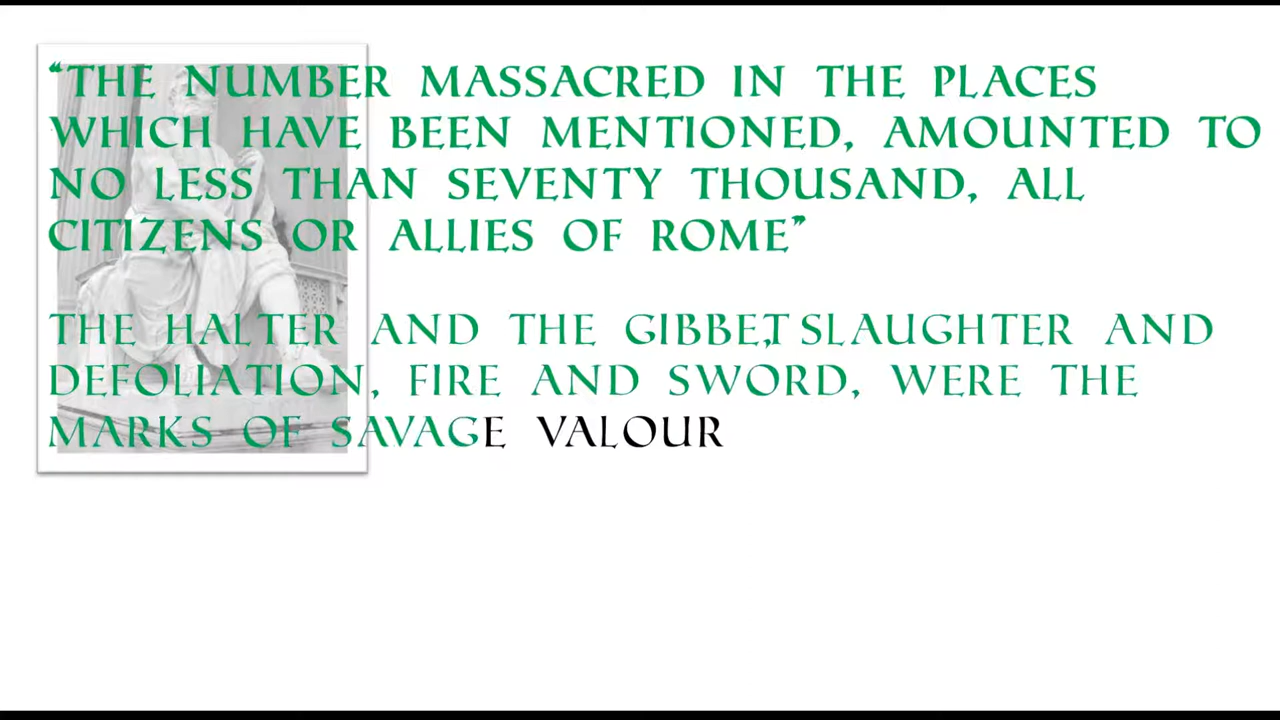 “THE NUMBER MASSACRED IN THE PLACES
WHICH HAVE BEEN MENTIONED, AMOUNTED TO
NO LESS THAN SEVENTY THOUSAND, ALL
CITIZENS OR ALLIES OF ROME”
THE HALTER AND THE GIBBET, SLAUGHTER AND
DEFOLIATION, FIRE AND SWORD, WERE THE
MARKS OF SAVAGE VALOUR